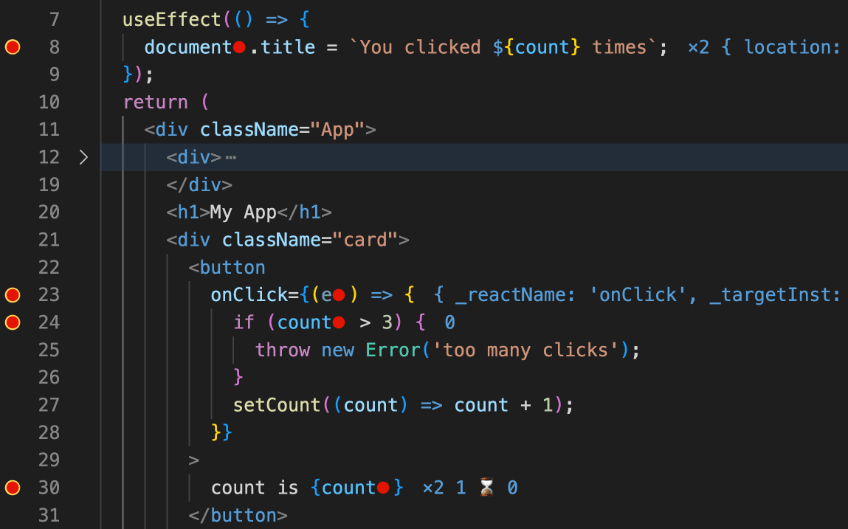 7 useEffect(() => {
8 document.title = `You clicked ${count} times`; ×2 { location:
9 });
10 return (
11 <div className="App">
12 > <div>⋯
19 </div>
20 <h1>My App</h1>
21 <div className="card">
22 <button
23 onClick={(e) => { { _reactName: 'onClick', _targetInst:
24 if (count > 3) { 0
25 throw new Error('too many clicks');
26 }
27 setCount((count) => count + 1);
28 }}
29 >
30 count is {count} ×2 1 ⌛ 0
31 </button>